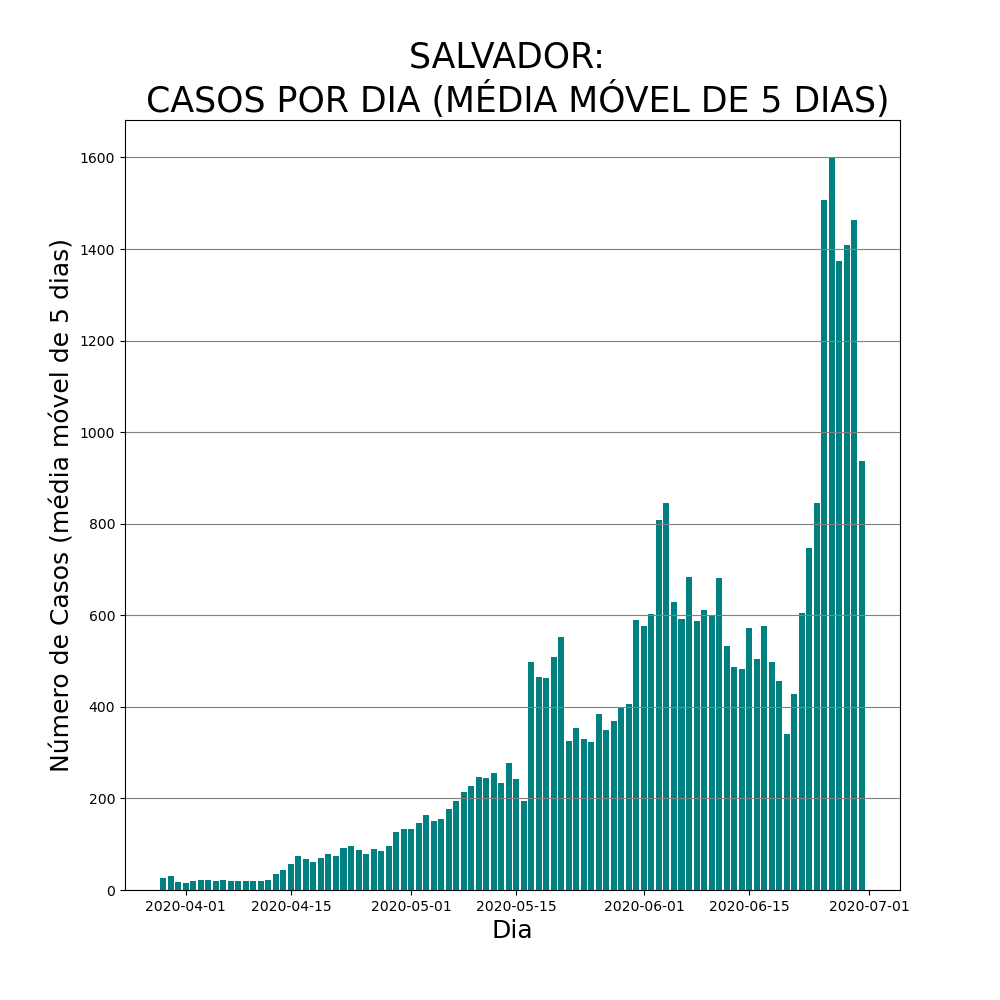 SALVADOR:
CASOS POR DIA (MÉDIA MÓVEL DE 5 DIAS)
Número de Casos (média móvel de 5 dias)
1600
1400
1200
1000
800
600
400
200
0
2020-04-01 2020-04-15 2020-05-01 2020-05-15 2020-06-01 2020-06-15 2020-07-01
Dia